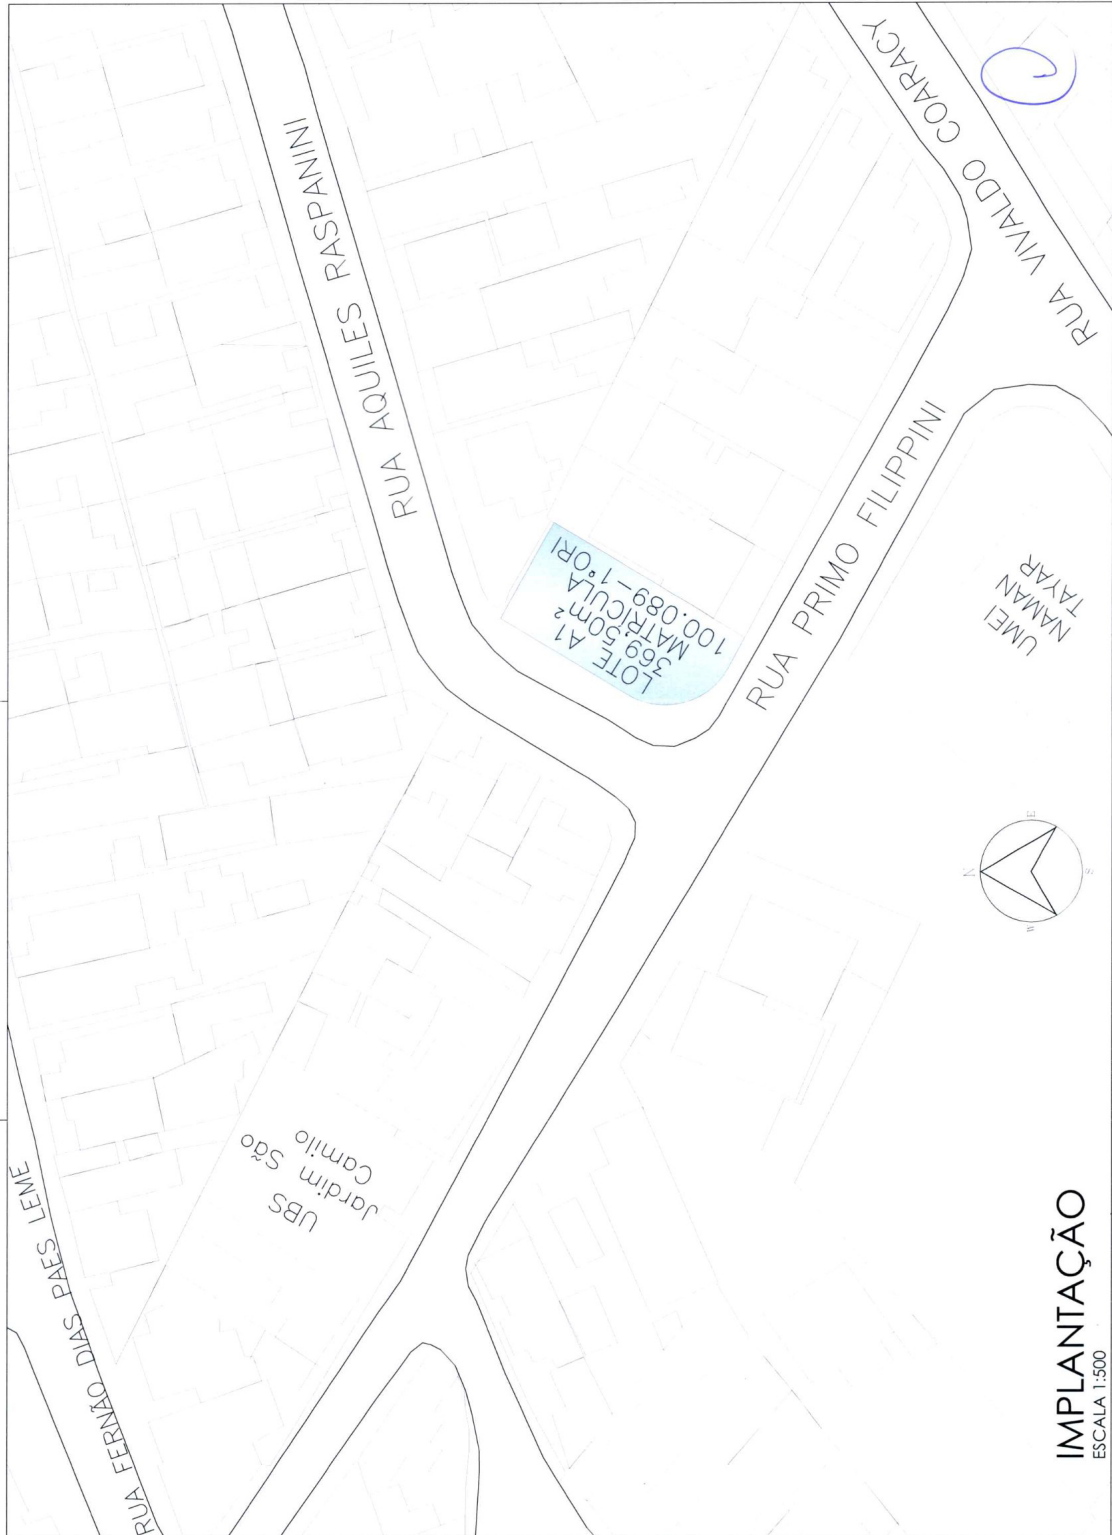 RUA FERNÃO DIAS PAES LEME
RUA AQUILES RASPANINI
RUA VIVALDO COARACY
RUA PRIMO FILIPPINI
LOTE A1
369,50m²
MATRÍCULA
100.089-1°ORI
UBS
Jardim São
Camilo
UMEI
NAMAN
TAYAR
N
E
S
W
IMPLANTAÇÃO
ESCALA 1:500